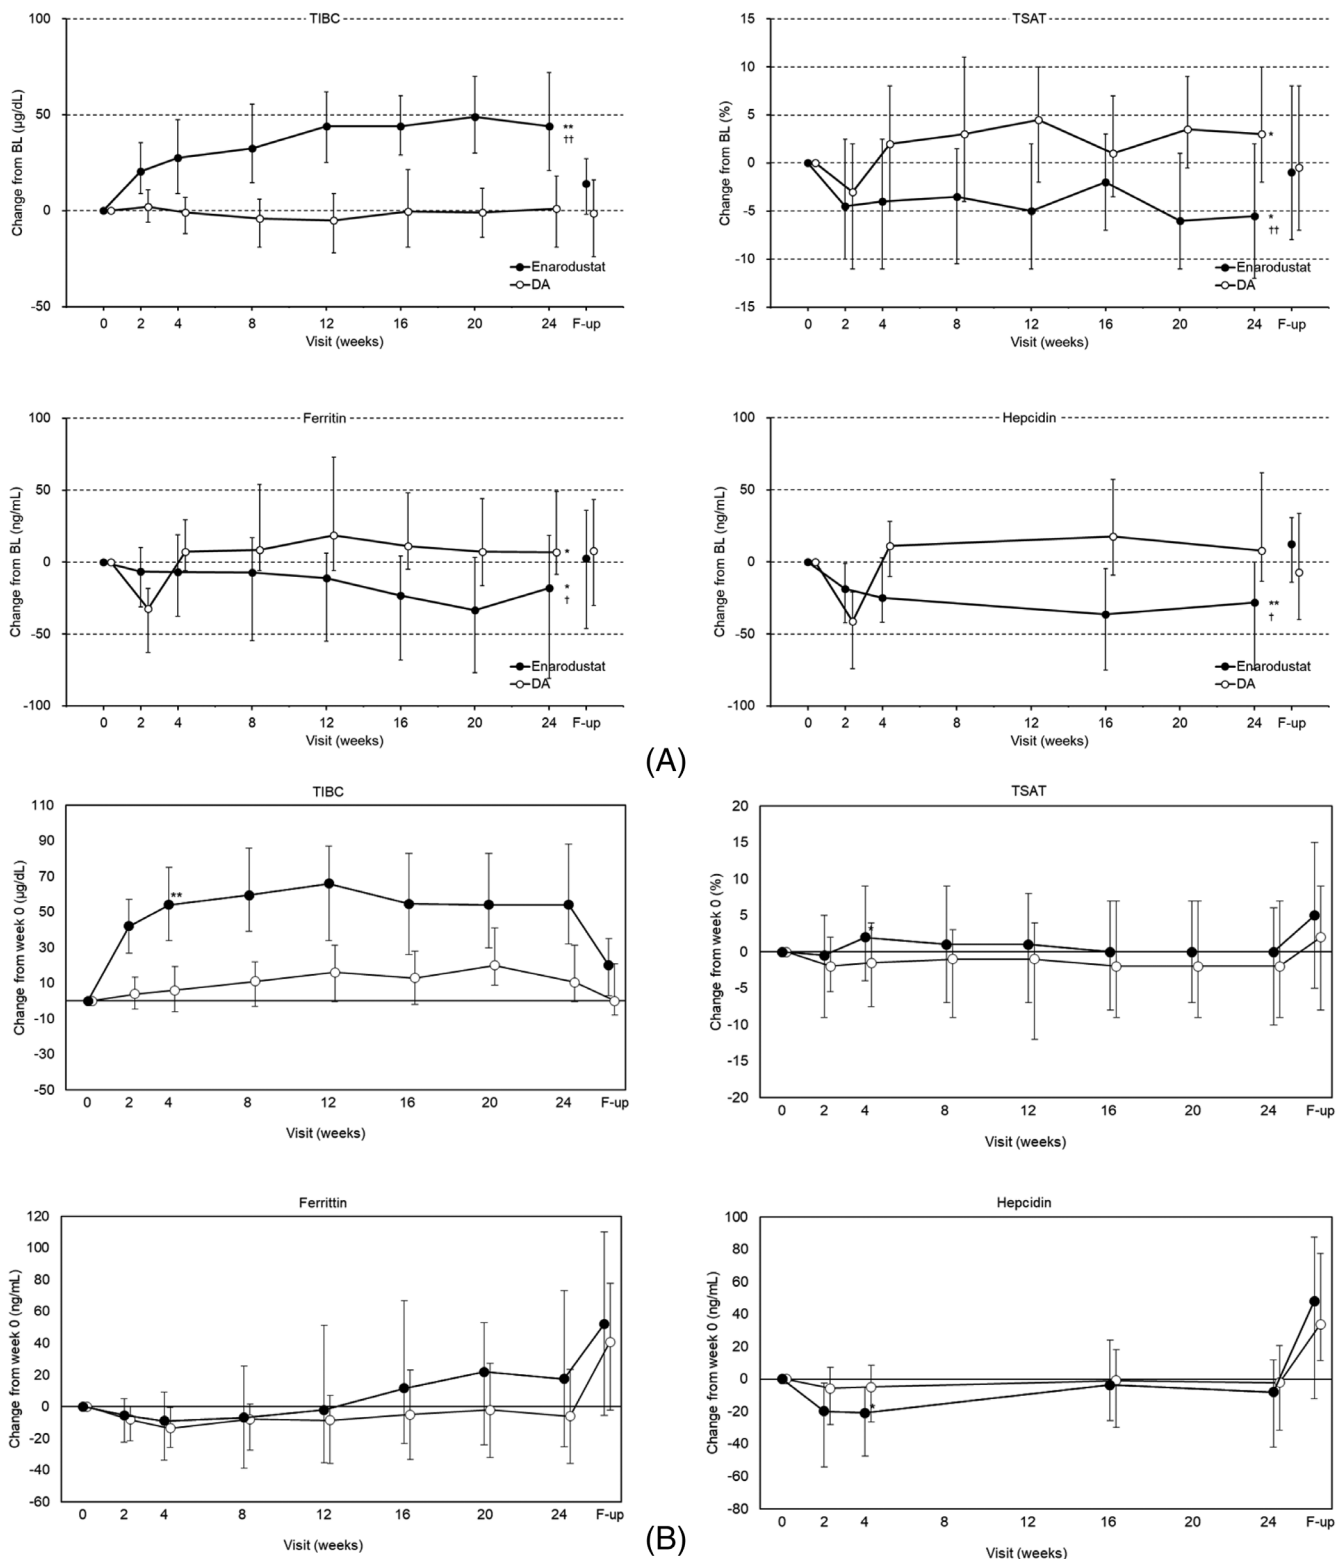 TIBC
Change from BL (µg/dL)
100
50
0
-50
**
††
Enarodustat
DA
0 2 4 8 12 16 20 24 F-up
Visit (weeks)
TSAT
Change from BL (%)
15
10
5
0
-5
-10
-15
*
*
††
Enarodustat
DA
0 2 4 8 12 16 20 24 F-up
Visit (weeks)
Ferritin
Change from BL (ng/mL)
100
50
0
-50
-100
*
*
†
Enarodustat
DA
0 2 4 8 12 16 20 24 F-up
Visit (weeks)
Hepcidin
Change from BL (ng/mL)
100
50
0
-50
-100
**
†
Enarodustat
DA
0 2 4 8 12 16 20 24 F-up
Visit (weeks)
(A)
TIBC
Change from week 0 (µg/dL)
110
90
70
50
30
10
-10
-30
-50
**
0 2 4 8 12 16 20 24 F-up
Visit (weeks)
TSAT
Change from week 0 (%)
20
15
10
5
0
-5
-10
-15
-20
*
0 2 4 8 12 16 20 24 F-up
Visit (weeks)
Ferrittin
Change from week 0 (ng/mL)
120
100
80
60
40
20
0
-20
-40
-60
0 2 4 8 12 16 20 24 F-up
Visit (weeks)
Hepcidin
Change from week 0 (ng/mL)
100
80
60
40
20
0
-20
-40
-60
-80
*
0 2 4 8 12 16 20 24 F-up
Visit (weeks)
(B)